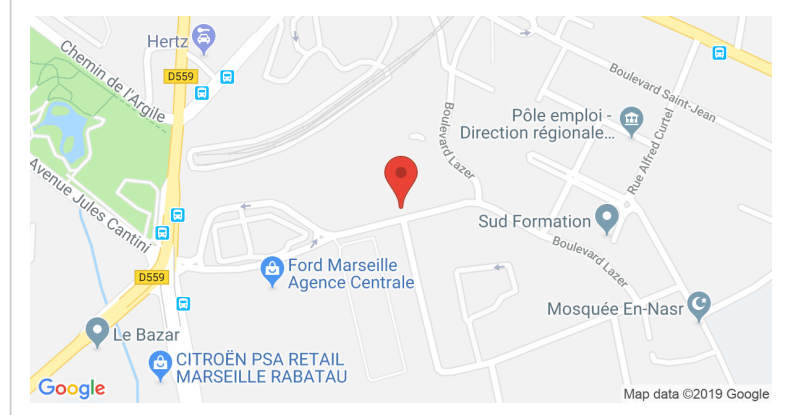 Hertz
Chemin de l'Argile
D559
Boulevard Saint-Jean
Boulevard Lazer
Pôle emploi -
Direction régionale...
Rue Alfred Curtel
Avenue Jules Cantini
Sud Formation
Boulevard Lazer
D559
Ford Marseille
Agence Centrale
Mosquée En-Nasr
Le Bazar
CITROËN PSA RETAIL
MARSEILLE RABATAU
Google
Map data ©2019 Google